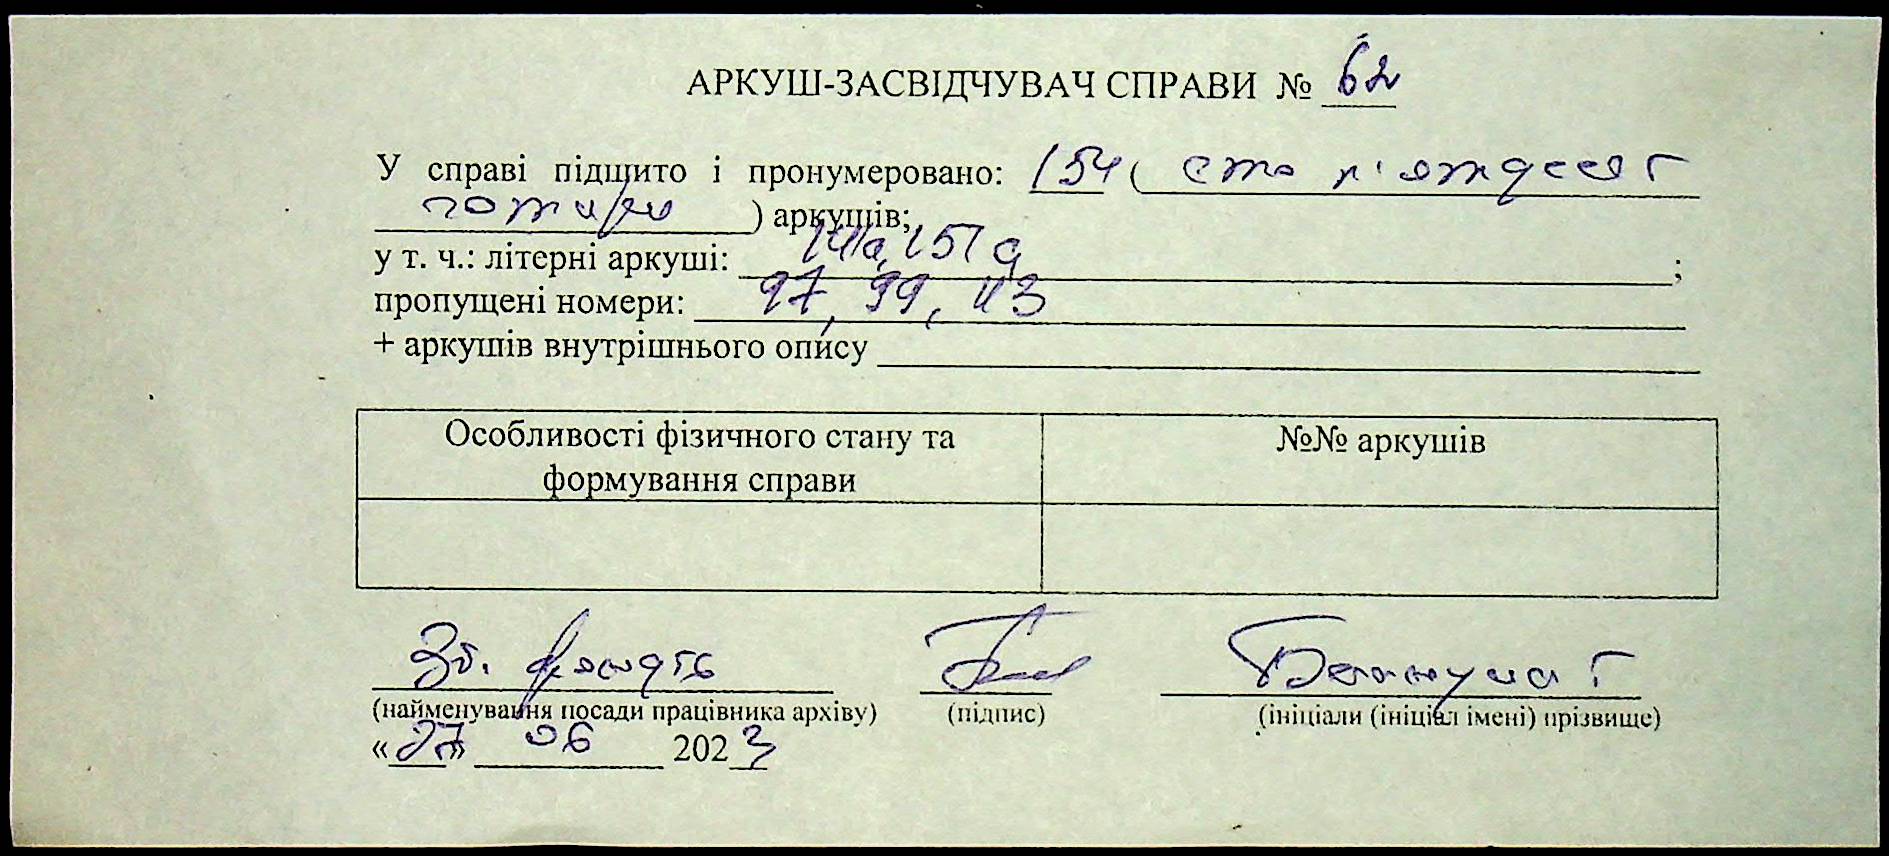 АРКУШ-ЗАСВІДЧУВАЧ СПРАВИ № 62
У справі підшито і пронумеровано: 154 ( сто п'ятдесят
чотири ) аркушів;
у т. ч.: літерні аркуші: 141а, 151а ;
пропущені номери: 97, 99, 113
+ аркушів внутрішнього опису
Особливості фізичного стану та
формування справи
№№ аркушів
Зб. фондів
(найменування посади працівника архіву) (підпис) (ініціали (ініціал імені) прізвище)
«27» 06 2023